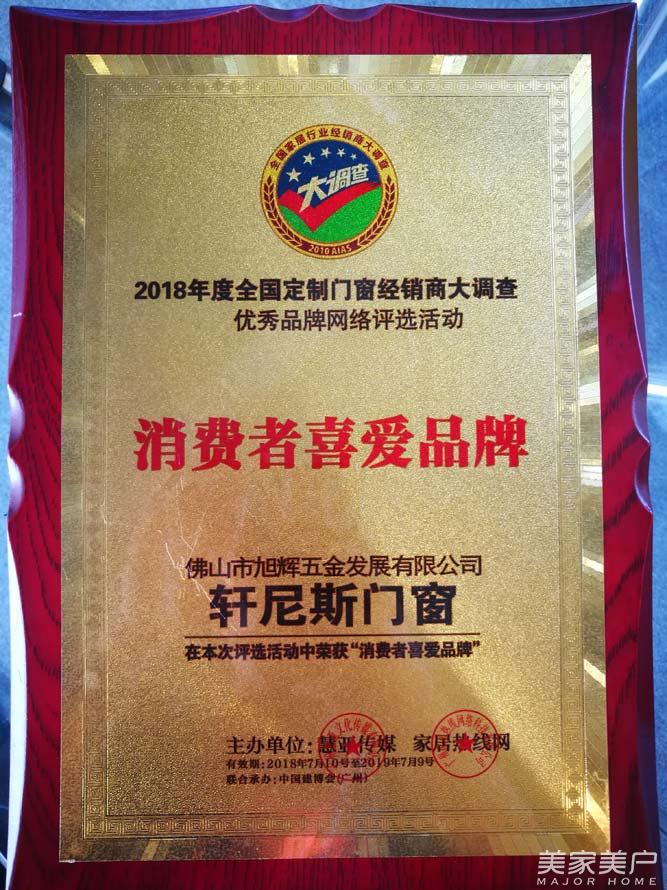 全国家居行业经销商大调查
大调查
2010 AIAS
2018年度全国定制门窗经销商大调查
优秀品牌网络评选活动
消费者喜爱品牌
佛山市旭辉五金发展有限公司
轩尼斯门窗
在本次评选活动中荣获“消费者喜爱品牌”
主办单位：慧亚传媒 家居热线网
有效期：2018年7月10号至2019年7月9号
联合承办：中国建博会(广州)
美家美户
MAJOR HOME